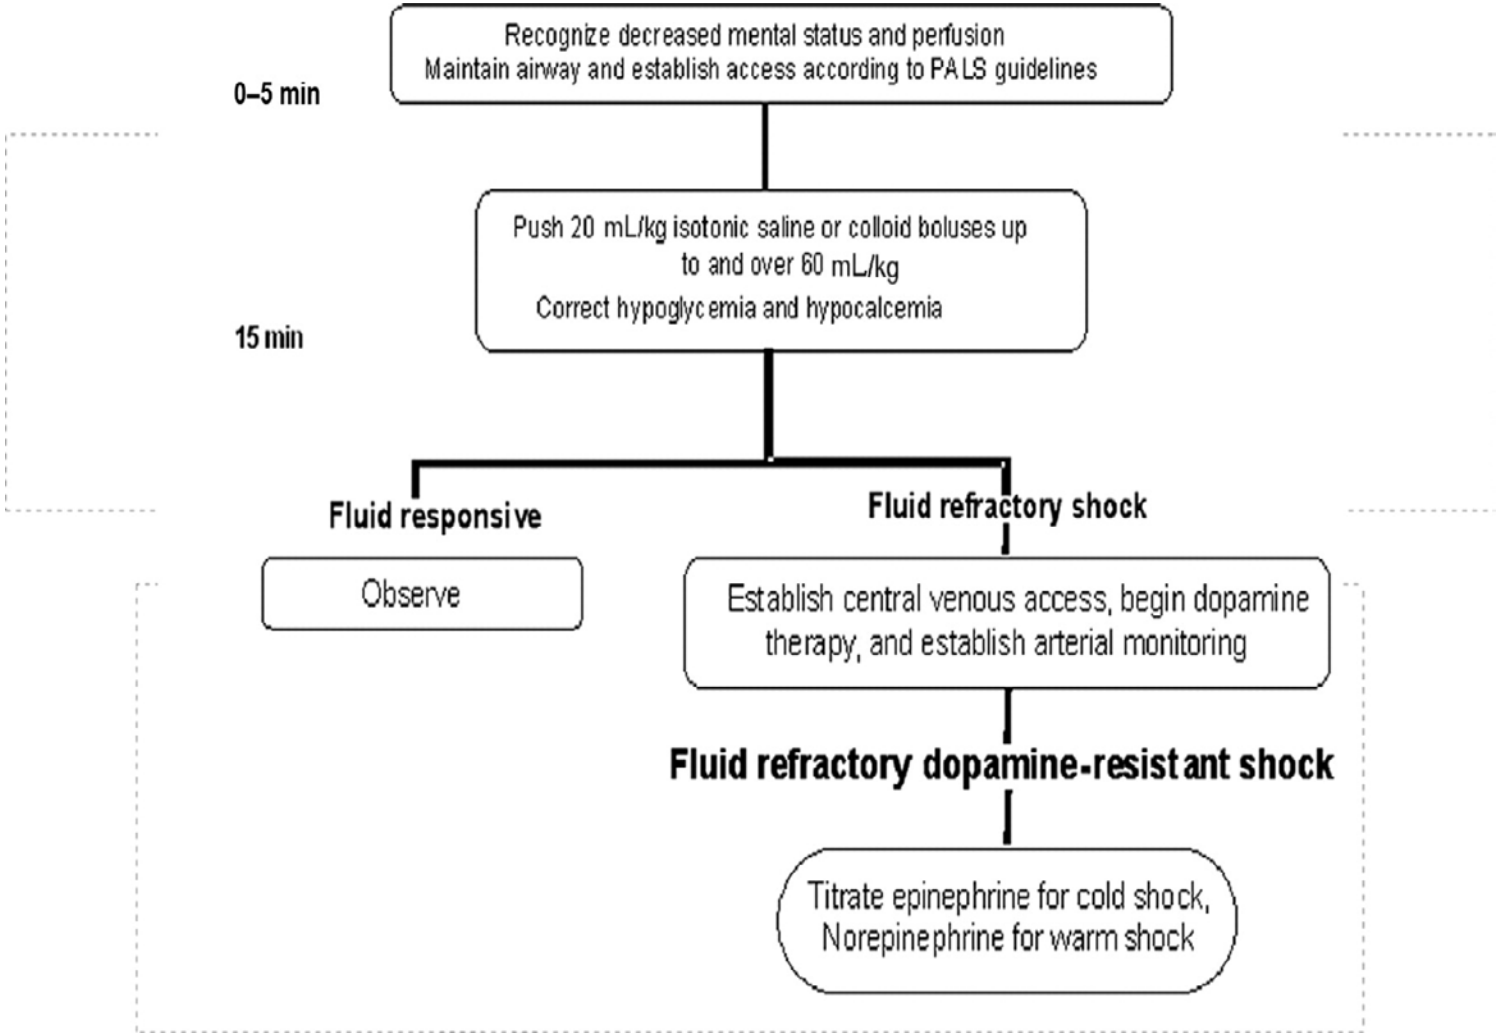 Recognize decreased mental status and perfusion
Maintain airway and establish access according to PALS guidelines
0–5 min
Push 20 mL/kg isotonic saline or colloid boluses up
to and over 60 mL/kg
Correct hypoglycemia and hypocalcemia
15 min
Fluid responsive
Fluid refractory shock
Observe
Establish central venous access, begin dopamine
therapy, and establish arterial monitoring
Fluid refractory dopamine-resistant shock
Titrate epinephrine for cold shock,
Norepinephrine for warm shock